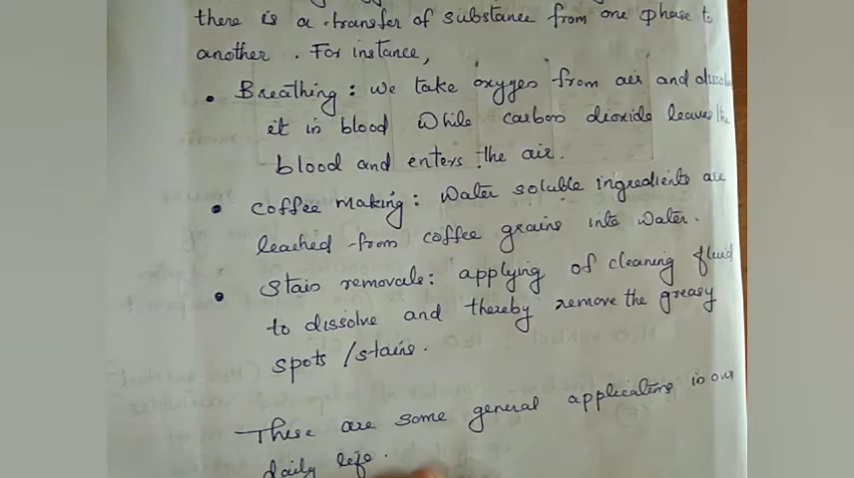 there is a transfer of substance from one phase to
another. For instance,
• Breathing: we take oxygen from air and
it in blood while carbon dioxide leaves the
blood and enters the air.
• coffee making: Water soluble ingredients are
leached from coffee grains into water.
• Stain removals: applying of cleaning fluid
to dissolve and thereby remove the greasy
spots/stains.
These are some general applications in our
daily life.